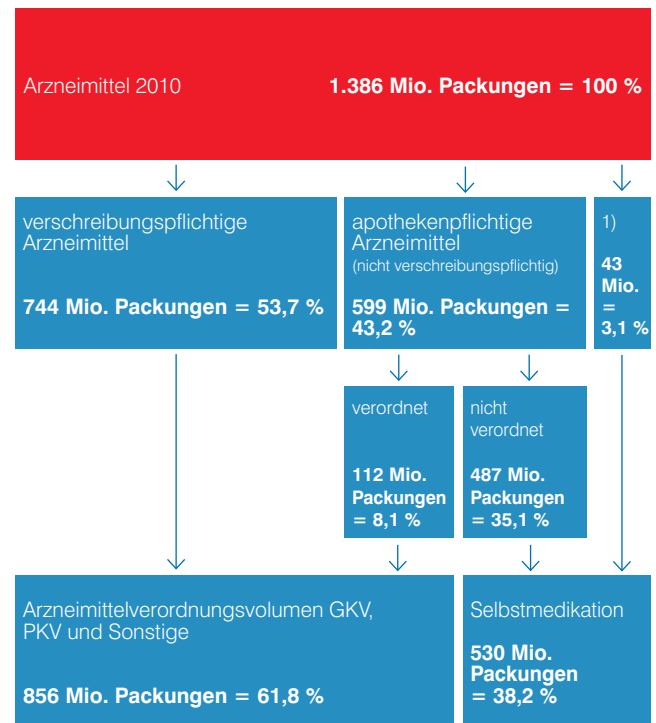 Arzneimittel 2010 1.386 Mio. Packungen = 100 %
verschreibungspflichtige
Arzneimittel
744 Mio. Packungen = 53,7 %
apothekenpflichtige
Arzneimittel
(nicht verschreibungspflichtig)
599 Mio. Packungen =
43,2 %
1)
43
Mio.
=
3,1 %
verordnet
112 Mio.
Packungen
= 8,1 %
nicht
verordnet
487 Mio.
Packungen
= 35,1 %
Arzneimittelverordnungsvolumen GKV,
PKV und Sonstige
856 Mio. Packungen = 61,8 %
Selbstmedikation
530 Mio.
Packungen
= 38,2 %